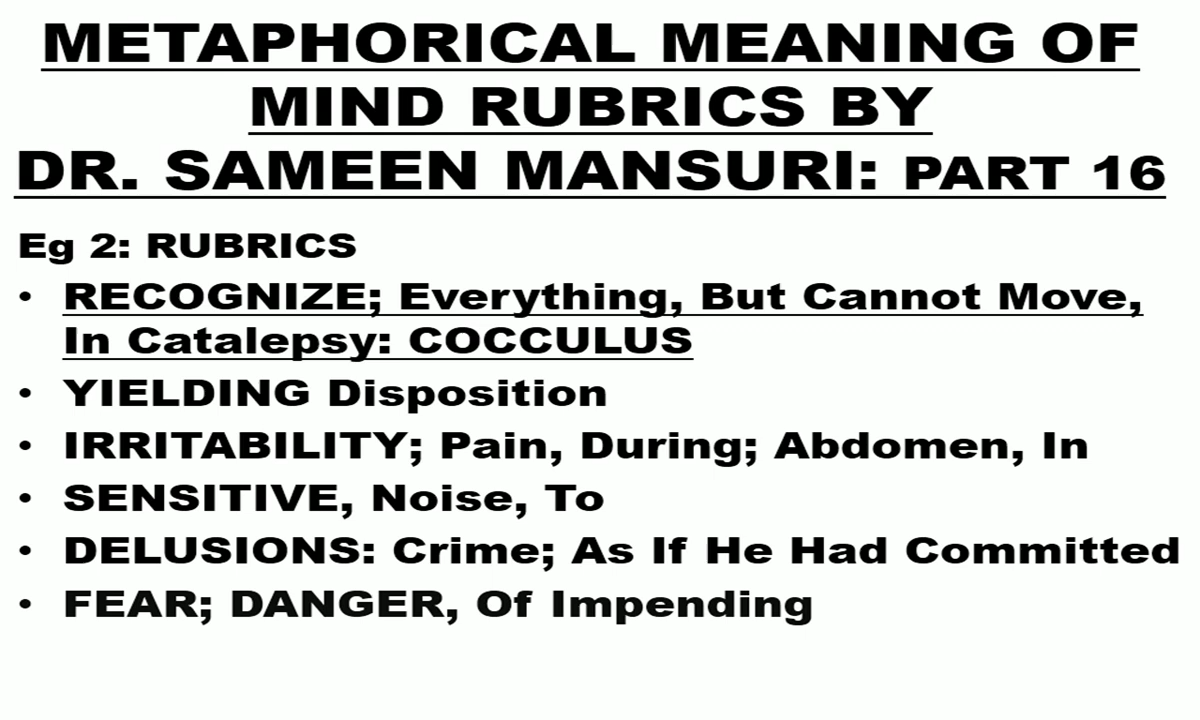 METAPHORICAL MEANING OF
MIND RUBRICS BY
DR. SAMEEN MANSURI: PART 16
Eg 2: RUBRICS
• RECOGNIZE; Everything, But Cannot Move,
In Catalepsy: COCCULUS
• YIELDING Disposition
• IRRITABILITY; Pain, During; Abdomen, In
• SENSITIVE, Noise, To
• DELUSIONS: Crime; As If He Had Committed
• FEAR; DANGER, Of Impending